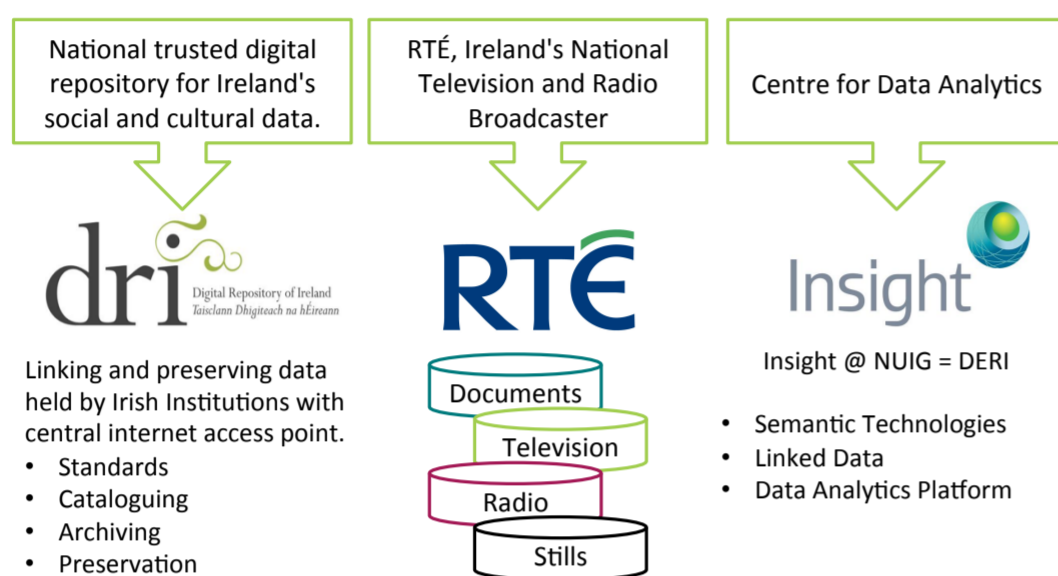 National trusted digital
repository for Ireland's
social and cultural data.
RTÉ, Ireland's National
Television and Radio
Broadcaster
Centre for Data Analytics
dri
Digital Repository of Ireland
Taisclann Dhigiteach na hÉireann
RTÉ
Insight
Linking and preserving data
held by Irish Institutions with
central internet access point.
• Standards
• Cataloguing
• Archiving
• Preservation
Documents
Television
Radio
Stills
Insight @ NUIG = DERI
• Semantic Technologies
• Linked Data
• Data Analytics Platform